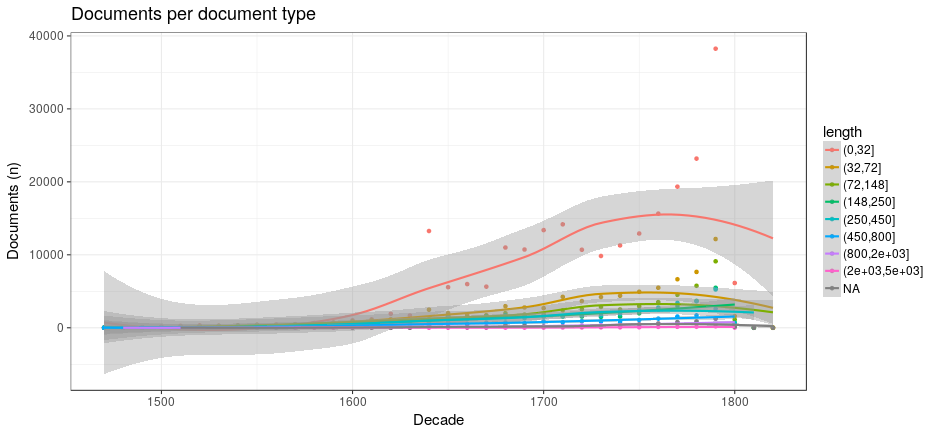 Documents per document type
40000
30000
20000
10000
0
Documents (n)
1500
1600
1700
1800
Decade
length
(0,32]
(32,72]
(72,148]
(148,250]
(250,450]
(450,800]
(800,2e+03]
(2e+03,5e+03]
NA